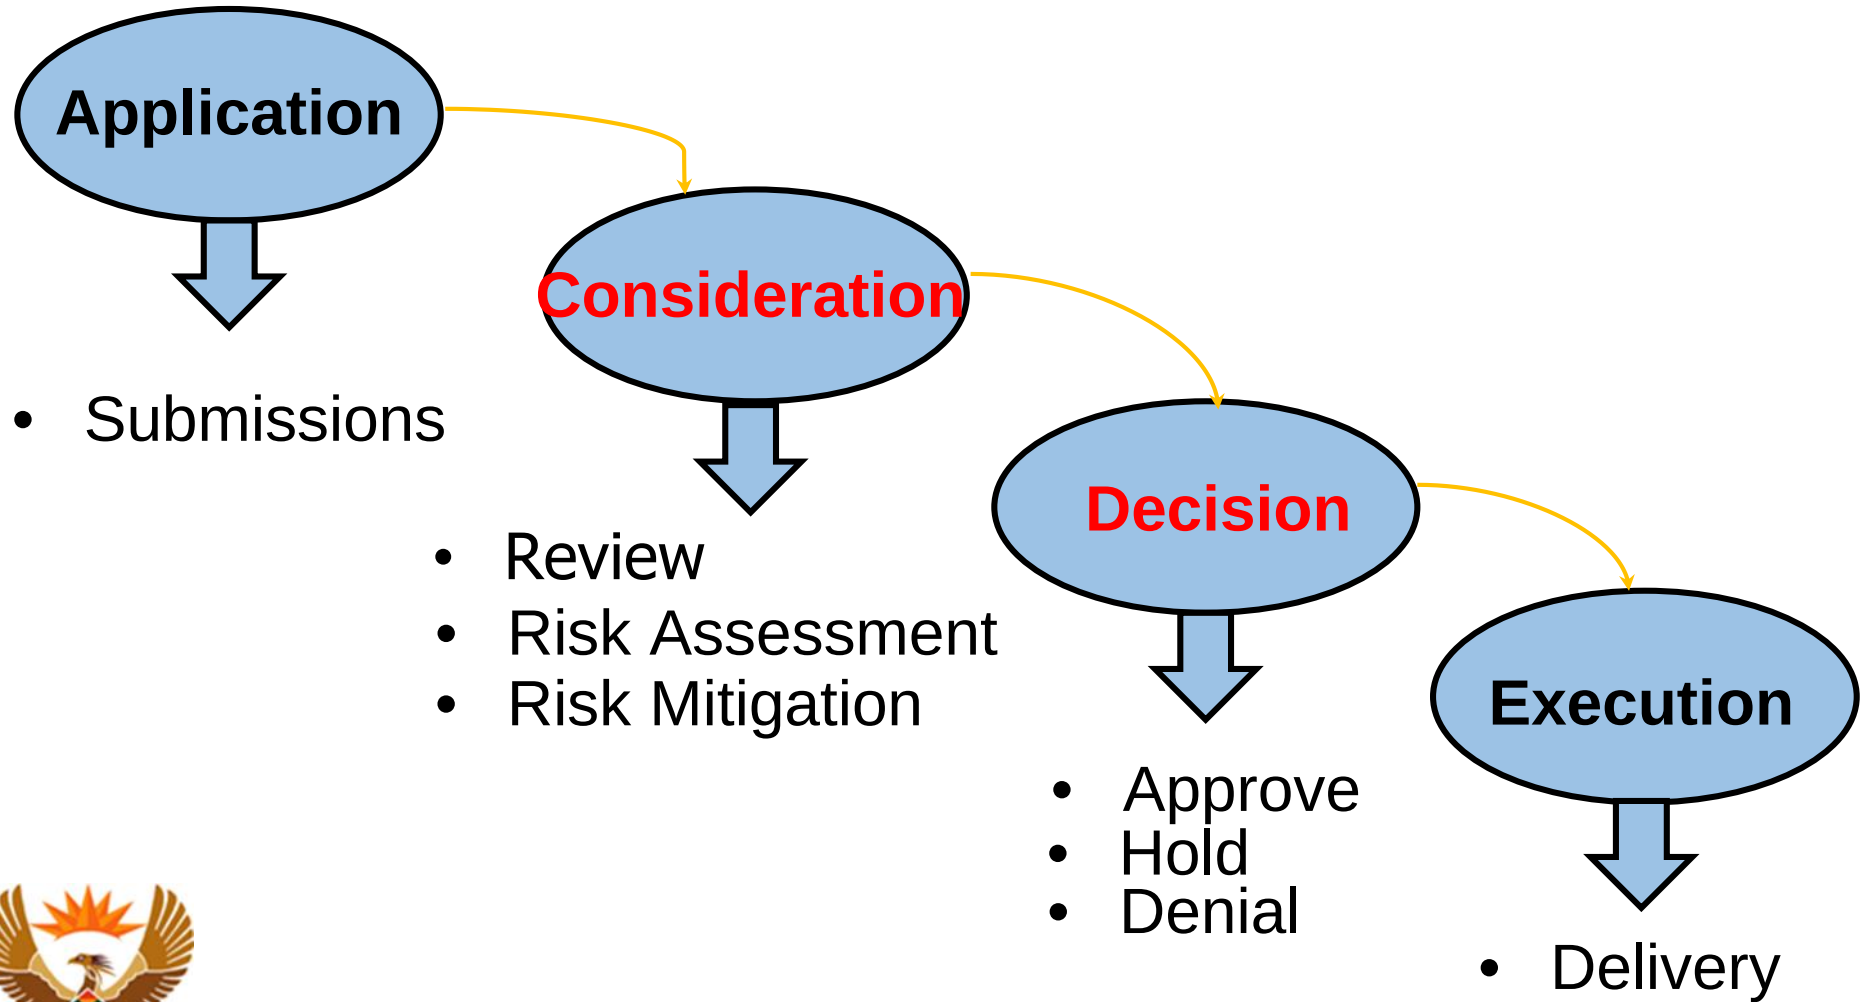 Application
• Submissions
Consideration
• Review
• Risk Assessment
• Risk Mitigation
Decision
• Approve
• Hold
• Denial
Execution
• Delivery